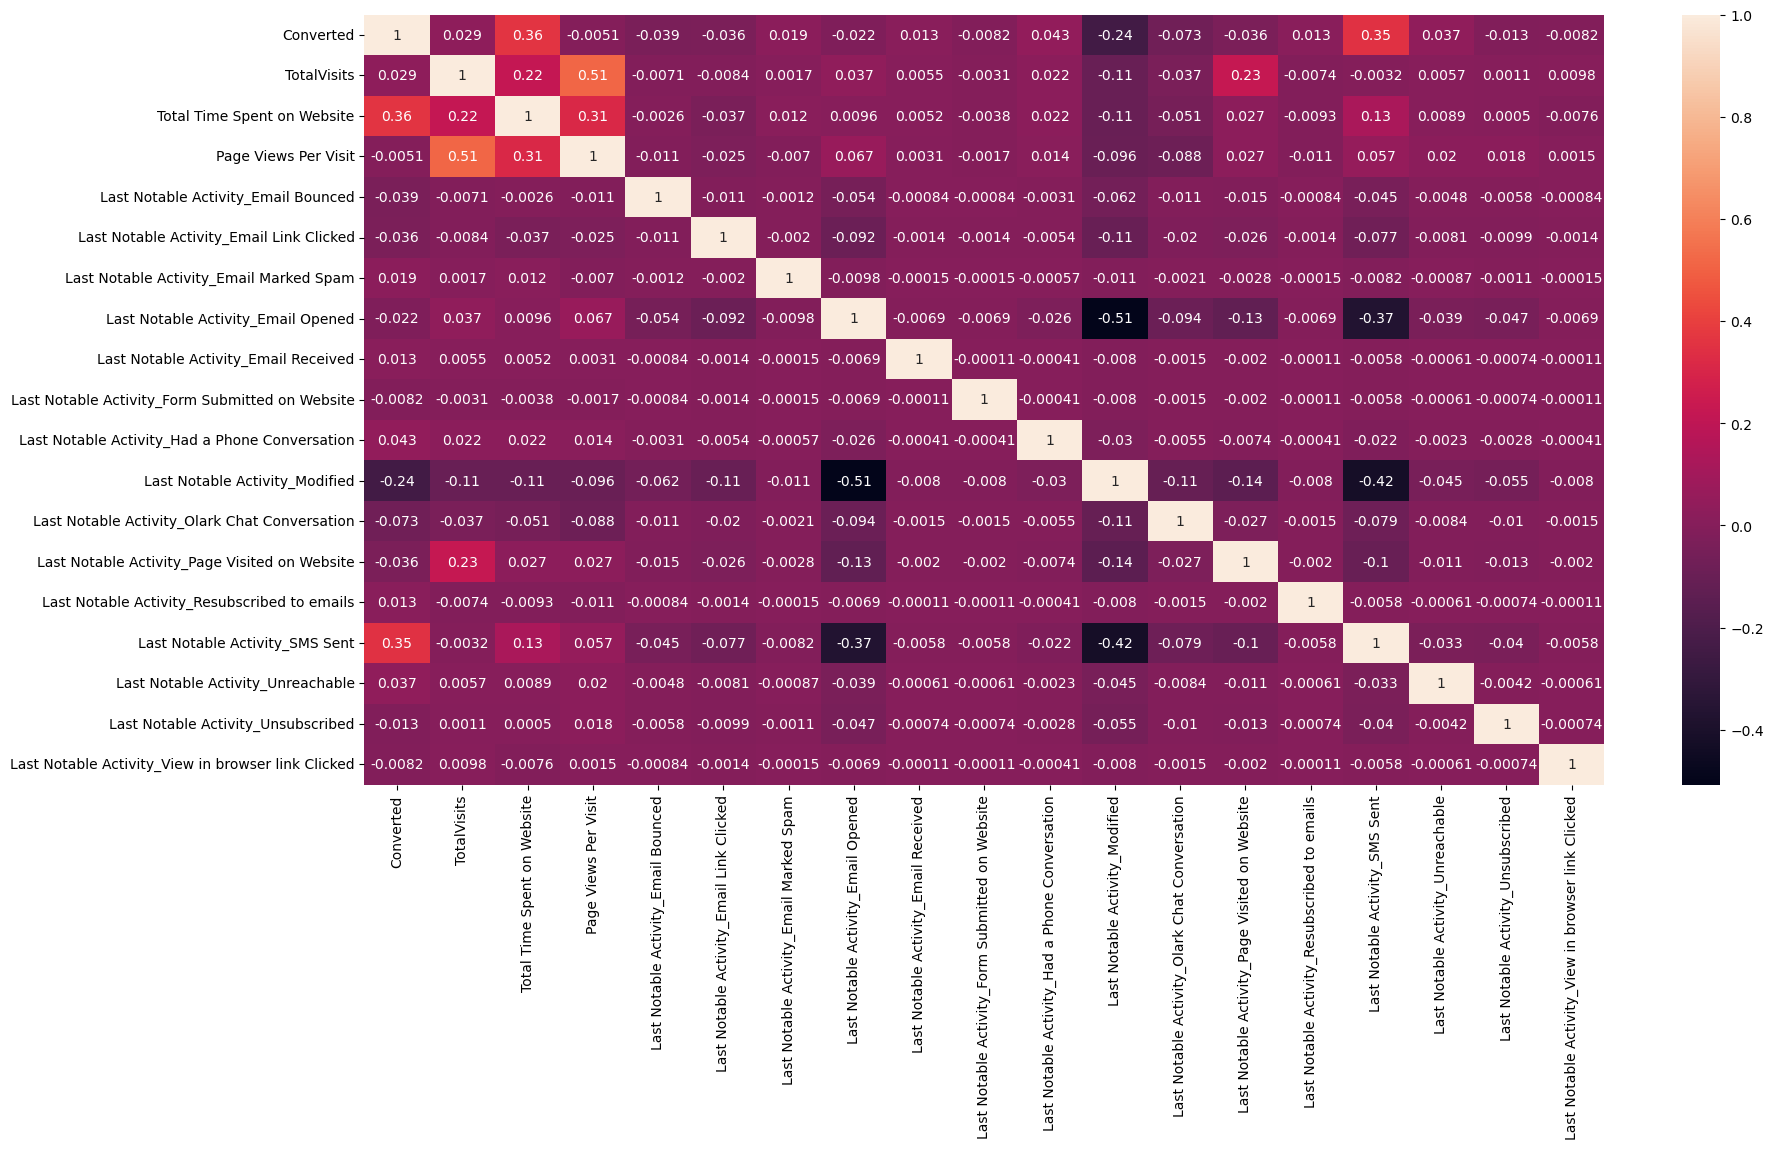 Converted 1 0.029 0.36 -0.0051 -0.039 -0.036 0.019 -0.022 0.013 -0.0082 0.043 -0.24 -0.073 -0.036 0.013 0.35 0.037 -0.013 -0.0082
TotalVisits 0.029 1 0.22 0.51 -0.0071 -0.0084 0.0017 0.037 0.0055 -0.0031 0.022 -0.11 -0.037 0.23 -0.0074 -0.0032 0.0057 0.0011 0.0098
Total Time Spent on Website 0.36 0.22 1 0.31 -0.0026 -0.037 0.012 0.0096 0.0052 -0.0038 0.022 -0.11 -0.051 0.027 -0.0093 0.13 0.0089 0.0005 -0.0076
Page Views Per Visit -0.0051 0.51 0.31 1 -0.011 -0.025 -0.007 0.067 0.0031 -0.0017 0.014 -0.096 -0.088 0.027 -0.011 0.057 0.02 0.018 0.0015
Last Notable Activity_Email Bounced -0.039 -0.0071 -0.0026 -0.011 1 -0.011 -0.0012 -0.054 -0.00084 -0.00084 -0.0031 -0.062 -0.011 -0.015 -0.00084 -0.045 -0.0048 -0.0058 -0.00084
Last Notable Activity_Email Link Clicked -0.036 -0.0084 -0.037 -0.025 -0.011 1 -0.002 -0.092 -0.0014 -0.0014 -0.0054 -0.11 -0.02 -0.026 -0.0014 -0.077 -0.0081 -0.0099 -0.0014
Last Notable Activity_Email Marked Spam 0.019 0.0017 0.012 -0.007 -0.0012 -0.002 1 -0.0098 -0.00015 -0.00015 -0.00057 -0.011 -0.0021 -0.0028 -0.00015 -0.0082 -0.00087 -0.0011 -0.00015
Last Notable Activity_Email Opened -0.022 0.037 0.0096 0.067 -0.054 -0.092 -0.0098 1 -0.0069 -0.0069 -0.026 -0.51 -0.094 -0.13 -0.0069 -0.37 -0.039 -0.047 -0.0069
Last Notable Activity_Email Received 0.013 0.0055 0.0052 0.0031 -0.00084 -0.0014 -0.00015 -0.0069 1 -0.00011 -0.00041 -0.008 -0.0015 -0.002 -0.00011 -0.0058 -0.00061 -0.00074 -0.00011
Last Notable Activity_Form Submitted on Website -0.0082 -0.0031 -0.0038 -0.0017 -0.00084 -0.0014 -0.00015 -0.0069 -0.00011 1 -0.00041 -0.008 -0.0015 -0.002 -0.00011 -0.0058 -0.00061 -0.00074 -0.00011
Last Notable Activity_Had a Phone Conversation 0.043 0.022 0.022 0.014 -0.0031 -0.0054 -0.00057 -0.026 -0.00041 -0.00041 1 -0.03 -0.0055 -0.0074 -0.00041 -0.022 -0.0023 -0.0028 -0.00041
Last Notable Activity_Modified -0.24 -0.11 -0.11 -0.096 -0.062 -0.11 -0.011 -0.51 -0.008 -0.008 -0.03 1 -0.11 -0.14 -0.008 -0.42 -0.045 -0.055 -0.008
Last Notable Activity_Olark Chat Conversation -0.073 -0.037 -0.051 -0.088 -0.011 -0.02 -0.0021 -0.094 -0.0015 -0.0015 -0.0055 -0.11 1 -0.027 -0.0015 -0.079 -0.0084 -0.01 -0.0015
Last Notable Activity_Page Visited on Website -0.036 0.23 0.027 0.027 -0.015 -0.026 -0.0028 -0.13 -0.002 -0.002 -0.0074 -0.14 -0.027 1 -0.002 -0.1 -0.011 -0.013 -0.002
Last Notable Activity_Resubscribed to emails 0.013 -0.0074 -0.0093 -0.011 -0.00084 -0.0014 -0.00015 -0.0069 -0.00011 -0.00011 -0.00041 -0.008 -0.0015 -0.002 1 -0.0058 -0.00061 -0.00074 -0.00011
Last Notable Activity_SMS Sent 0.35 -0.0032 0.13 0.057 -0.045 -0.077 -0.0082 -0.37 -0.0058 -0.0058 -0.022 -0.42 -0.079 -0.1 -0.0058 1 -0.033 -0.04 -0.0058
Last Notable Activity_Unreachable 0.037 0.0057 0.0089 0.02 -0.0048 -0.0081 -0.00087 -0.039 -0.00061 -0.00061 -0.0023 -0.045 -0.0084 -0.011 -0.00061 -0.033 1 -0.0042 -0.00061
Last Notable Activity_Unsubscribed -0.013 0.0011 0.0005 0.018 -0.0058 -0.0099 -0.0011 -0.047 -0.00074 -0.00074 -0.0028 -0.055 -0.01 -0.013 -0.00074 -0.04 -0.0042 1 -0.00074
Last Notable Activity_View in browser link Clicked -0.0082 0.0098 -0.0076 0.0015 -0.00084 -0.0014 -0.00015 -0.0069 -0.00011 -0.00011 -0.00041 -0.008 -0.0015 -0.002 -0.00011 -0.0058 -0.00061 -0.00074 1
Converted
TotalVisits
Total Time Spent on Website
Page Views Per Visit
Last Notable Activity_Email Bounced
Last Notable Activity_Email Link Clicked
Last Notable Activity_Email Marked Spam
Last Notable Activity_Email Opened
Last Notable Activity_Email Received
Last Notable Activity_Form Submitted on Website
Last Notable Activity_Had a Phone Conversation
Last Notable Activity_Modified
Last Notable Activity_Olark Chat Conversation
Last Notable Activity_Page Visited on Website
Last Notable Activity_Resubscribed to emails
Last Notable Activity_SMS Sent
Last Notable Activity_Unreachable
Last Notable Activity_Unsubscribed
Last Notable Activity_View in browser link Clicked
1.0
0.8
0.6
0.4
0.2
0.0
−0.2
−0.4